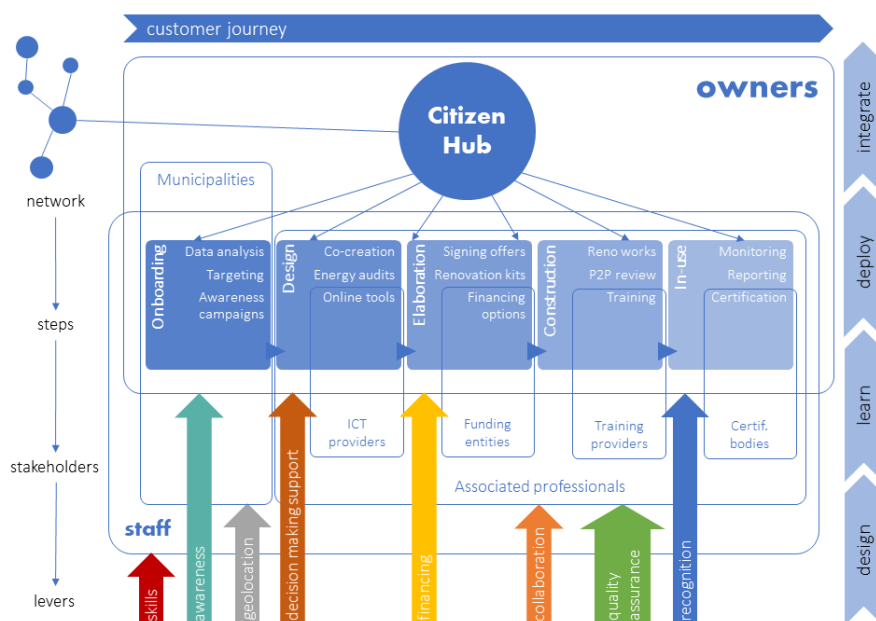 customer journey
owners
Citizen
Hub
integrate
deploy
learn
design
network
steps
stakeholders
levers
Municipalities
Onboarding
Data analysis
Targeting
Awareness
campaigns
Design
Co-creation
Energy audits
Online tools
Elaboration
Signing offers
Renovation kits
Financing
options
Construction
Reno works
P2P review
Training
In-use
Monitoring
Reporting
Certification
ICT
providers
Funding
entities
Training
providers
Certif.
bodies
Associated professionals
staff
skills
awareness
geolocation
decision making support
financing
collaboration
quality
assurance
recognition